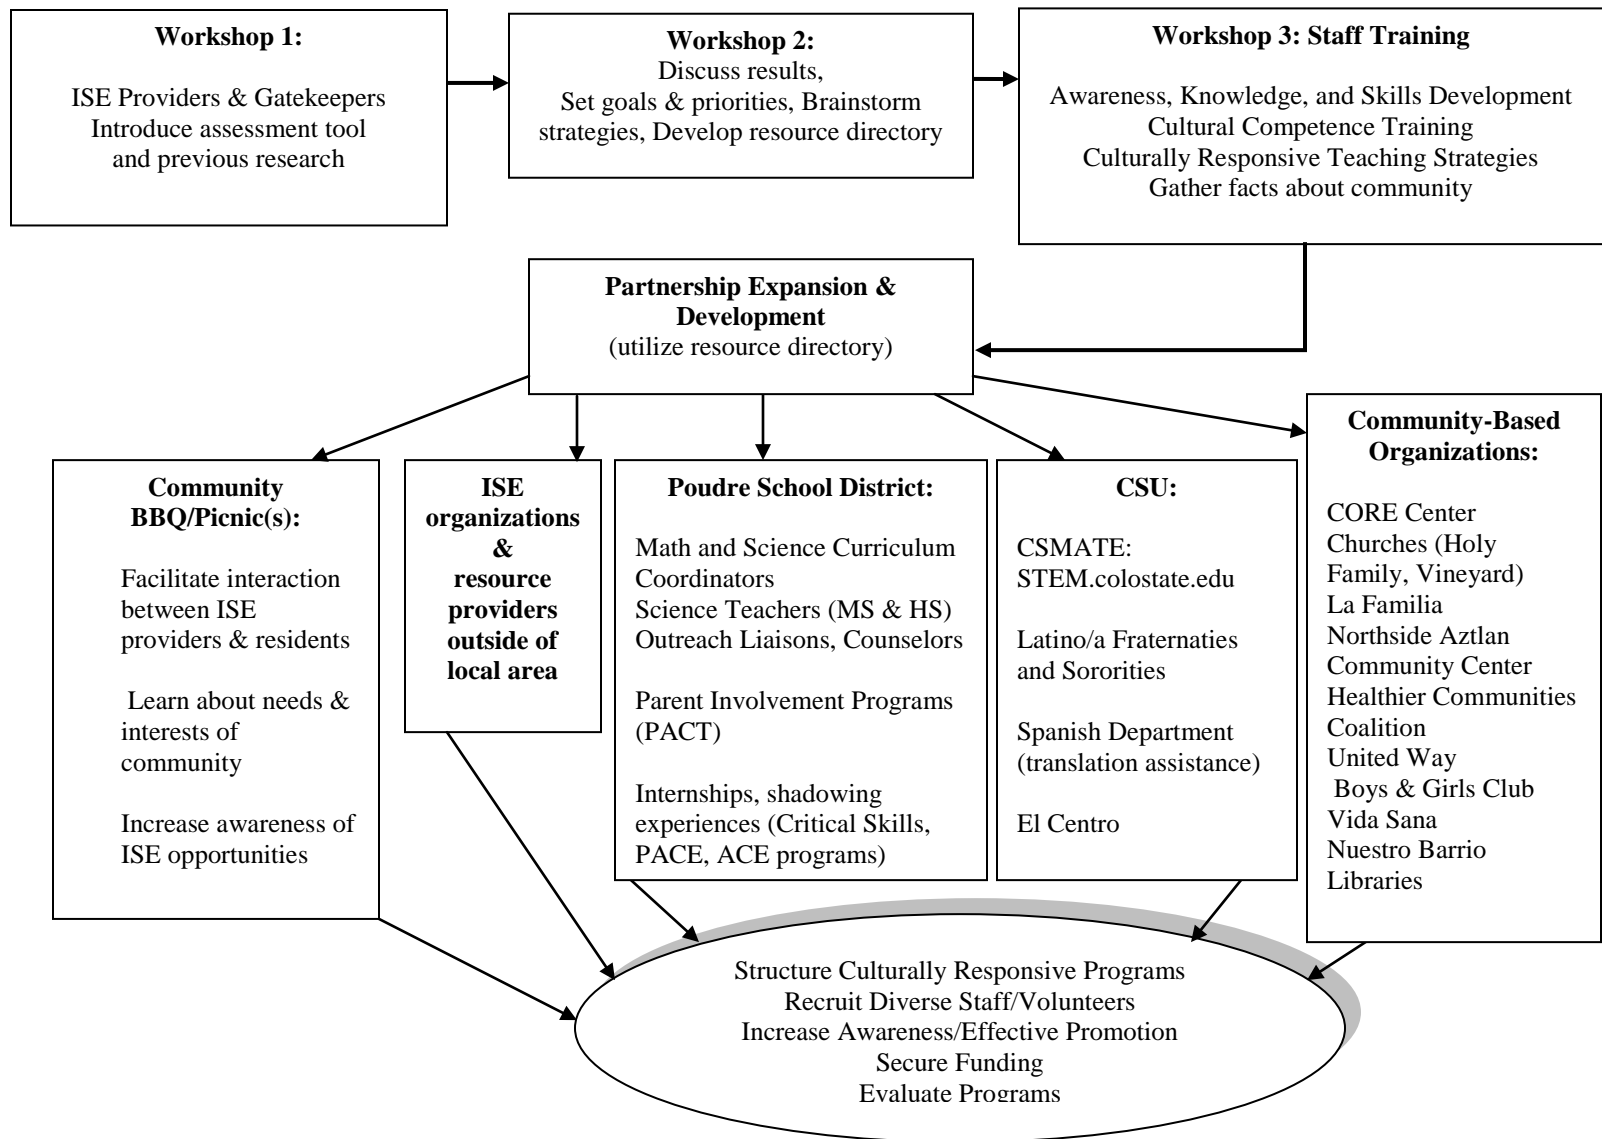 Workshop 1:
ISE Providers & Gatekeepers
Introduce assessment tool
and previous research
Workshop 2:
Discuss results,
Set goals & priorities, Brainstorm
strategies, Develop resource directory
Workshop 3: Staff Training
Awareness, Knowledge, and Skills Development
Cultural Competence Training
Culturally Responsive Teaching Strategies
Gather facts about community
Partnership Expansion &
Development
(utilize resource directory)
Community
BBQ/Picnic(s):
Facilitate interaction
between ISE
providers & residents
Learn about needs &
interests of
community
Increase awareness of
ISE opportunities
ISE
organizations
&
resource
providers
outside of
local area
Poudre School District:
Math and Science Curriculum
Coordinators
Science Teachers (MS & HS)
Outreach Liaisons, Counselors
Parent Involvement Programs
(PACT)
Internships, shadowing
experiences (Critical Skills,
PACE, ACE programs)
CSU:
CSMATE:
STEM.colostate.edu
Latino/a Fraternaties
and Sororities
Spanish Department
(translation assistance)
El Centro
Community-Based
Organizations:
CORE Center
Churches (Holy
Family, Vineyard)
La Familia
Northside Aztlan
Community Center
Healthier Communities
Coalition
United Way
Boys & Girls Club
Vida Sana
Nuestro Barrio
Libraries
Structure Culturally Responsive Programs
Recruit Diverse Staff/Volunteers
Increase Awareness/Effective Promotion
Secure Funding
Evaluate Programs